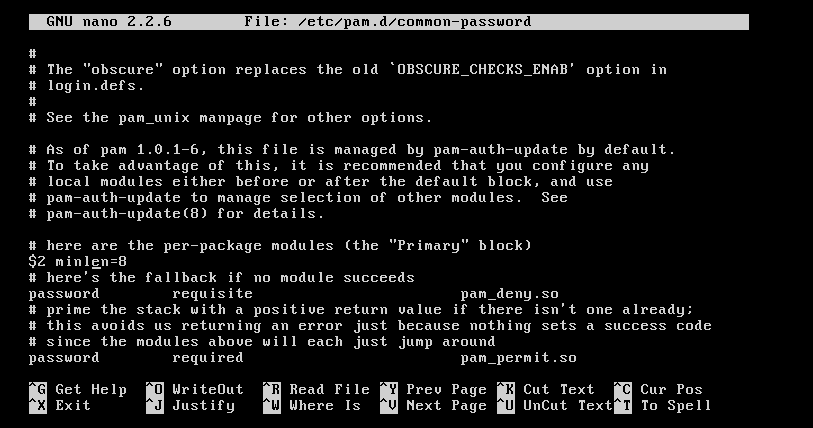 GNU nano 2.2.6 File: /etc/pam.d/common-password
#
# The "obscure" option replaces the old `OBSCURE_CHECKS_ENAB' option in
# login.defs.
#
# See the pam_unix manpage for other options.
# As of pam 1.0.1-6, this file is managed by pam-auth-update by default.
# To take advantage of this, it is recommended that you configure any
# local modules either before or after the default block, and use
# pam-auth-update to manage selection of other modules.  See
# pam-auth-update(8) for details.
# here are the per-package modules (the "Primary" block)
$2 minlen=8
# here's the fallback if no module succeeds
password requisite pam_deny.so
# prime the stack with a positive return value if there isn't one already;
# this avoids us returning an error just because nothing sets a success code
# since the modules above will each just jump around
password required pam_permit.so
^G Get Help ^O WriteOut ^R Read File ^Y Prev Page ^K Cut Text ^C Cur Pos
^X Exit ^J Justify ^W Where Is ^V Next Page ^U UnCut Text ^T To Spell